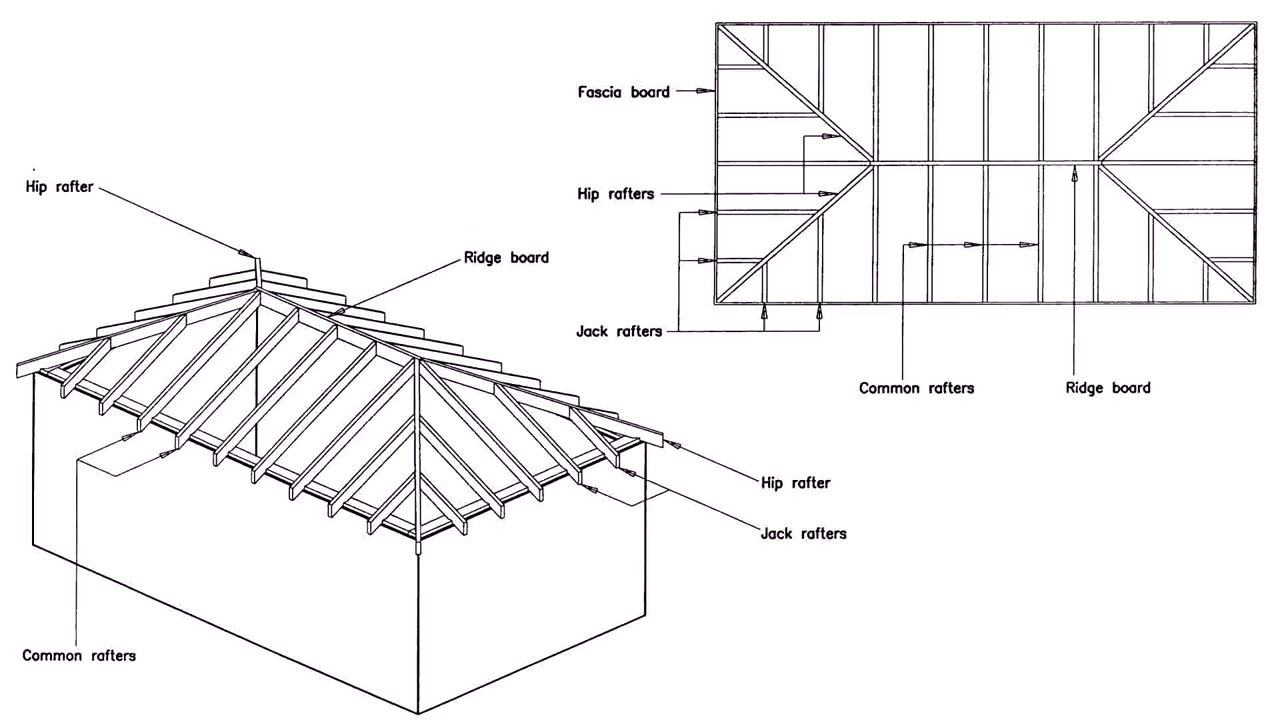 Fascia board
Hip rafter
Hip rafters
Ridge board
Jack rafters
Common rafters
Ridge board
Hip rafter
Jack rafters
Common rafters